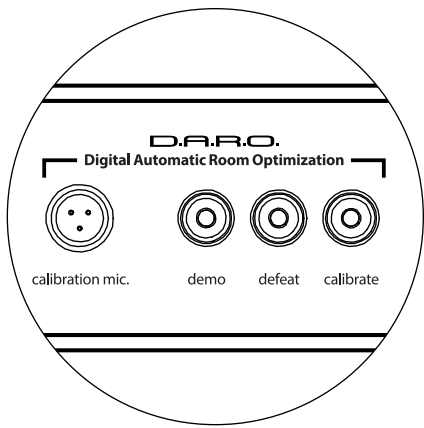 D.A.R.O.
Digital Automatic Room Optimization
calibration mic. demo defeat calibrate